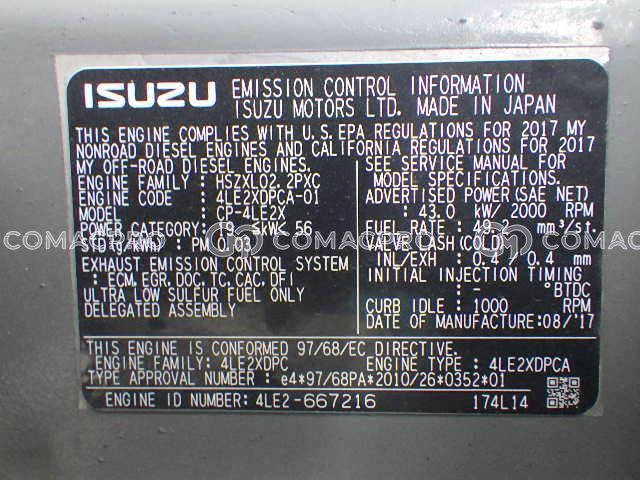 ISUZU EMISSION CONTROL INFORMATION
ISUZU MOTORS LTD. MADE IN JAPAN
THIS ENGINE COMPLIES WITH U.S. EPA REGULATIONS FOR 2017 MY
NONROAD DIESEL ENGINES AND CALIFORNIA REGULATIONS FOR 2017
MY OFF-ROAD DIESEL ENGINES.
ENGINE FAMILY : HSZXL02.2PXC
ENGINE CODE : 4LE2XDPCA-01
MODEL : CP-4LE2X
POWER CATEGORY: 19 ≤kW< 56
STD(g/kWh) : PM 0.03
EXHAUST EMISSION CONTROL SYSTEM
: ECM, EGR, DOC, TC, CAC, DFI
ULTRA LOW SULFUR FUEL ONLY
DELEGATED ASSEMBLY
SEE SERVICE MANUAL FOR
MODEL SPECIFICATIONS.
ADVERTISED POWER (SAE NET)
: 43.0 kW/ 2000 RPM
FUEL RATE : 49.2 mm³/st.
VALVE LASH (COLD)
INL/EXH : 0.4 / 0.4 mm
INITIAL INJECTION TIMING
: - °BTDC
CURB IDLE : 1000 RPM
DATE OF MANUFACTURE:08/'17
THIS ENGINE IS CONFORMED 97/68/EC DIRECTIVE.
ENGINE FAMILY : 4LE2XDPC ENGINE TYPE : 4LE2XDPCA
TYPE APPROVAL NUMBER : e4*97/68PA*2010/26*0352*01
ENGINE ID NUMBER: 4LE2-667216 174L14